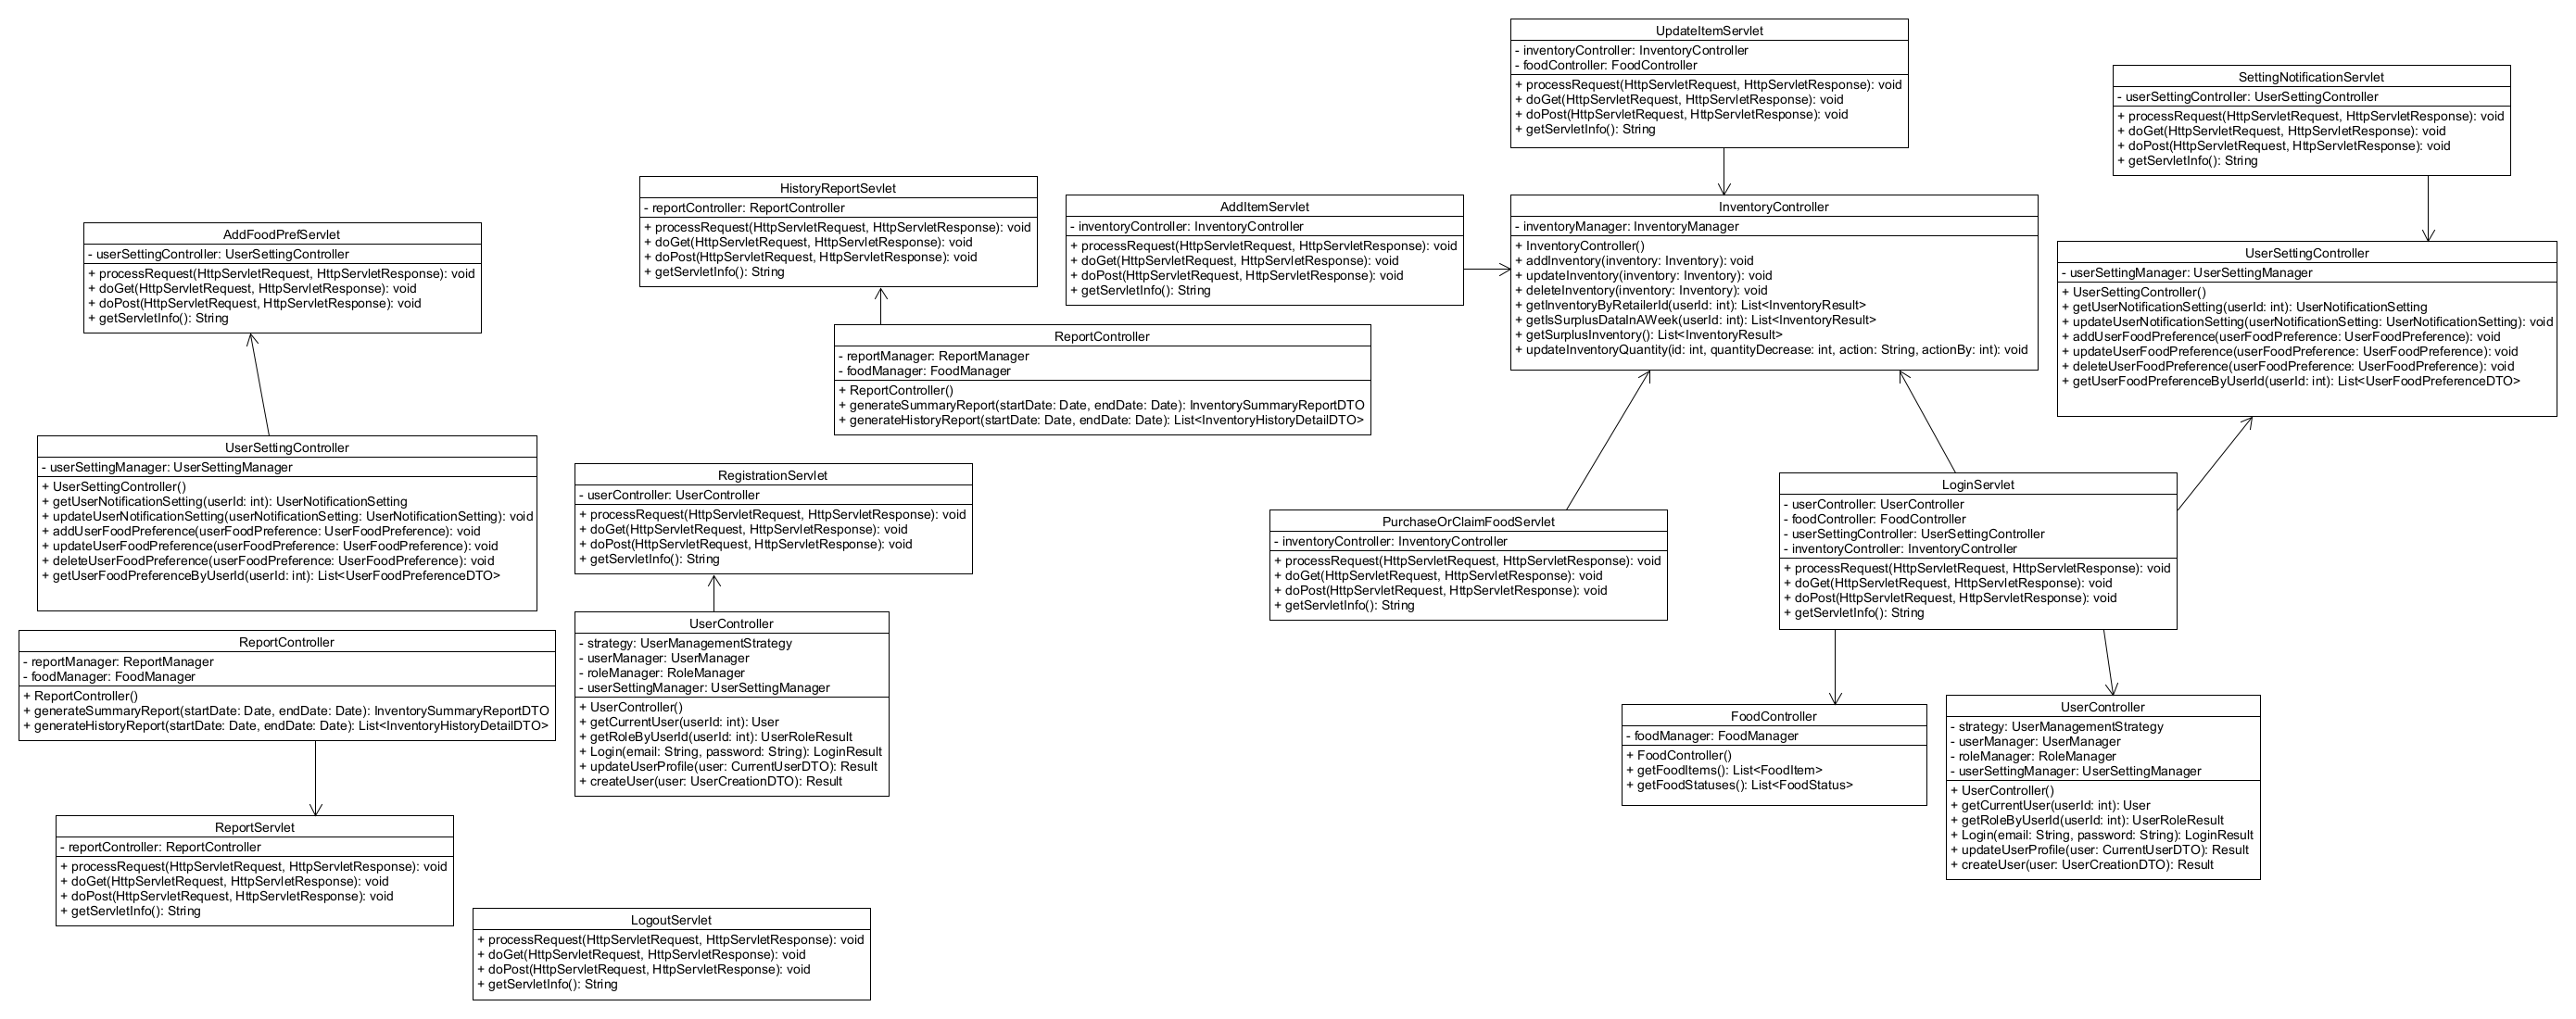 UpdateItemServlet
- inventoryController: InventoryController
- foodController: FoodController
+ processRequest(HttpServletRequest, HttpServletResponse): void
+ doGet(HttpServletRequest, HttpServletResponse): void
+ doPost(HttpServletRequest, HttpServletResponse): void
+ getServletInfo(): String
SettingNotificationServlet
- userSettingController: UserSettingController
+ processRequest(HttpServletRequest, HttpServletResponse): void
+ doGet(HttpServletRequest, HttpServletResponse): void
+ doPost(HttpServletRequest, HttpServletResponse): void
+ getServletInfo(): String
HistoryReportSevlet
- reportController: ReportController
+ processRequest(HttpServletRequest, HttpServletResponse): void
+ doGet(HttpServletRequest, HttpServletResponse): void
+ doPost(HttpServletRequest, HttpServletResponse): void
+ getServletInfo(): String
AddItemServlet
- inventoryController: InventoryController
+ processRequest(HttpServletRequest, HttpServletResponse): void
+ doGet(HttpServletRequest, HttpServletResponse): void
+ doPost(HttpServletRequest, HttpServletResponse): void
+ getServletInfo(): String
InventoryController
- inventoryManager: InventoryManager
+ InventoryController()
+ addInventory(inventory: Inventory): void
+ updateInventory(inventory: Inventory): void
+ deleteInventory(inventory: Inventory): void
+ getInventoryByRetailerId(userId: int): List<InventoryResult>
+ getIsSurplusDataInAWeek(userId: int): List<InventoryResult>
+ getSurplusInventory(): List<InventoryResult>
+ updateInventoryQuantity(id: int, quantityDecrease: int, action: String, actionBy: int): void
AddFoodPrefServlet
- userSettingController: UserSettingController
+ processRequest(HttpServletRequest, HttpServletResponse): void
+ doGet(HttpServletRequest, HttpServletResponse): void
+ doPost(HttpServletRequest, HttpServletResponse): void
+ getServletInfo(): String
UserSettingController
- userSettingManager: UserSettingManager
+ UserSettingController()
+ getUserNotificationSetting(userId: int): UserNotificationSetting
+ updateUserNotificationSetting(userNotificationSetting: UserNotificationSetting): void
+ addUserFoodPreference(userFoodPreference: UserFoodPreference): void
+ updateUserFoodPreference(userFoodPreference: UserFoodPreference): void
+ deleteUserFoodPreference(userFoodPreference: UserFoodPreference): void
+ getUserFoodPreferenceByUserId(userId: int): List<UserFoodPreferenceDTO>
ReportController
- reportManager: ReportManager
- foodManager: FoodManager
+ ReportController()
+ generateSummaryReport(startDate: Date, endDate: Date): InventorySummaryReportDTO
+ generateHistoryReport(startDate: Date, endDate: Date): List<InventoryHistoryDetailDTO>
UserSettingController
- userSettingManager: UserSettingManager
+ UserSettingController()
+ getUserNotificationSetting(userId: int): UserNotificationSetting
+ updateUserNotificationSetting(userNotificationSetting: UserNotificationSetting): void
+ addUserFoodPreference(userFoodPreference: UserFoodPreference): void
+ updateUserFoodPreference(userFoodPreference: UserFoodPreference): void
+ deleteUserFoodPreference(userFoodPreference: UserFoodPreference): void
+ getUserFoodPreferenceByUserId(userId: int): List<UserFoodPreferenceDTO>
RegistrationServlet
- userController: UserController
+ processRequest(HttpServletRequest, HttpServletResponse): void
+ doGet(HttpServletRequest, HttpServletResponse): void
+ doPost(HttpServletRequest, HttpServletResponse): void
+ getServletInfo(): String
PurchaseOrClaimFoodServlet
- inventoryController: InventoryController
+ processRequest(HttpServletRequest, HttpServletResponse): void
+ doGet(HttpServletRequest, HttpServletResponse): void
+ doPost(HttpServletRequest, HttpServletResponse): void
+ getServletInfo(): String
LoginServlet
- userController: UserController
- foodController: FoodController
- userSettingController: UserSettingController
- inventoryController: InventoryController
+ processRequest(HttpServletRequest, HttpServletResponse): void
+ doGet(HttpServletRequest, HttpServletResponse): void
+ doPost(HttpServletRequest, HttpServletResponse): void
+ getServletInfo(): String
ReportController
- reportManager: ReportManager
- foodManager: FoodManager
+ ReportController()
+ generateSummaryReport(startDate: Date, endDate: Date): InventorySummaryReportDTO
+ generateHistoryReport(startDate: Date, endDate: Date): List<InventoryHistoryDetailDTO>
UserController
- strategy: UserManagementStrategy
- userManager: UserManager
- roleManager: RoleManager
- userSettingManager: UserSettingManager
+ UserController()
+ getCurrentUser(userId: int): User
+ getRoleByUserId(userId: int): UserRoleResult
+ Login(email: String, password: String): LoginResult
+ updateUserProfile(user: CurrentUserDTO): Result
+ createUser(user: UserCreationDTO): Result
FoodController
- foodManager: FoodManager
+ FoodController()
+ getFoodItems(): List<FoodItem>
+ getFoodStatuses(): List<FoodStatus>
UserController
- strategy: UserManagementStrategy
- userManager: UserManager
- roleManager: RoleManager
- userSettingManager: UserSettingManager
+ UserController()
+ getCurrentUser(userId: int): User
+ getRoleByUserId(userId: int): UserRoleResult
+ Login(email: String, password: String): LoginResult
+ updateUserProfile(user: CurrentUserDTO): Result
+ createUser(user: UserCreationDTO): Result
ReportServlet
- reportController: ReportController
+ processRequest(HttpServletRequest, HttpServletResponse): void
+ doGet(HttpServletRequest, HttpServletResponse): void
+ doPost(HttpServletRequest, HttpServletResponse): void
+ getServletInfo(): String
LogoutServlet
+ processRequest(HttpServletRequest, HttpServletResponse): void
+ doGet(HttpServletRequest, HttpServletResponse): void
+ doPost(HttpServletRequest, HttpServletResponse): void
+ getServletInfo(): String